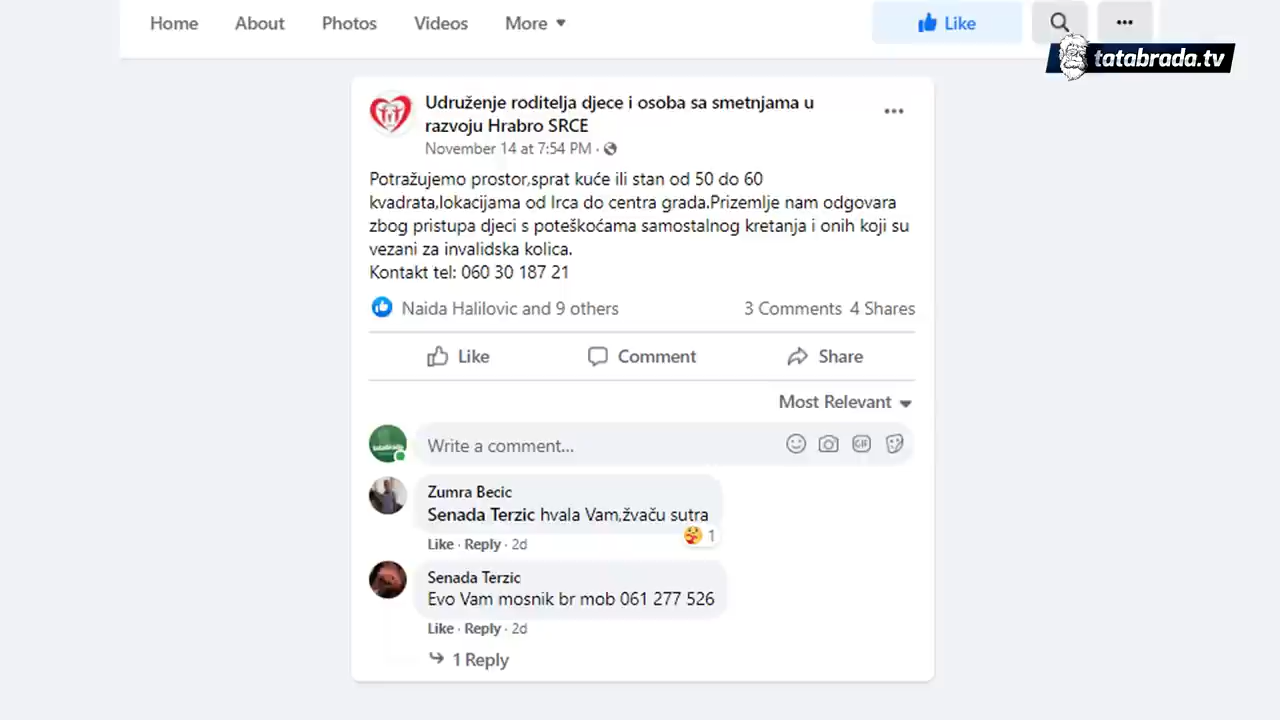 Home About Photos Videos More Like
tatabrada.tv
Udruženje roditelja djece i osoba sa smetnjama u
razvoju Hrabro SRCE
November 14 at 7:54 PM ·
Potražujemo prostor,sprat kuće ili stan od 50 do 60
kvadrata,lokacijama od Irca do centra grada.Prizemlje nam odgovara
zbog pristupa djeci s poteškoćama samostalnog kretanja i onih koji su
vezani za invalidska kolica.
Kontakt tel: 060 30 187 21
Naida Halilovic and 9 others 3 Comments 4 Shares
Like Comment Share
Most Relevant
Write a comment... GIF
Zumra Becic
Senada Terzic hvala Vam,žvaću sutra
1
Like · Reply · 2d
Senada Terzic
Evo Vam mosnik br mob 061 277 526
Like · Reply · 2d
1 Reply